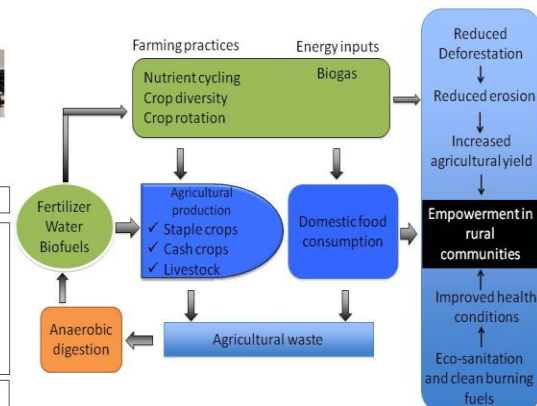 Farming practices
Energy inputs
Nutrient cycling
Crop diversity
Crop rotation
Biogas
Fertilizer
Water
Biofuels
Agricultural
production
✓ Staple crops
✓ Cash crops
✓ Livestock
Domestic food
consumption
Anaerobic
digestion
Agricultural waste
Reduced
Deforestation
Reduced erosion
Increased
agricultural yield
Empowerment in
rural
communities
Improved health
conditions
Eco-sanitation
and clean burning
fuels